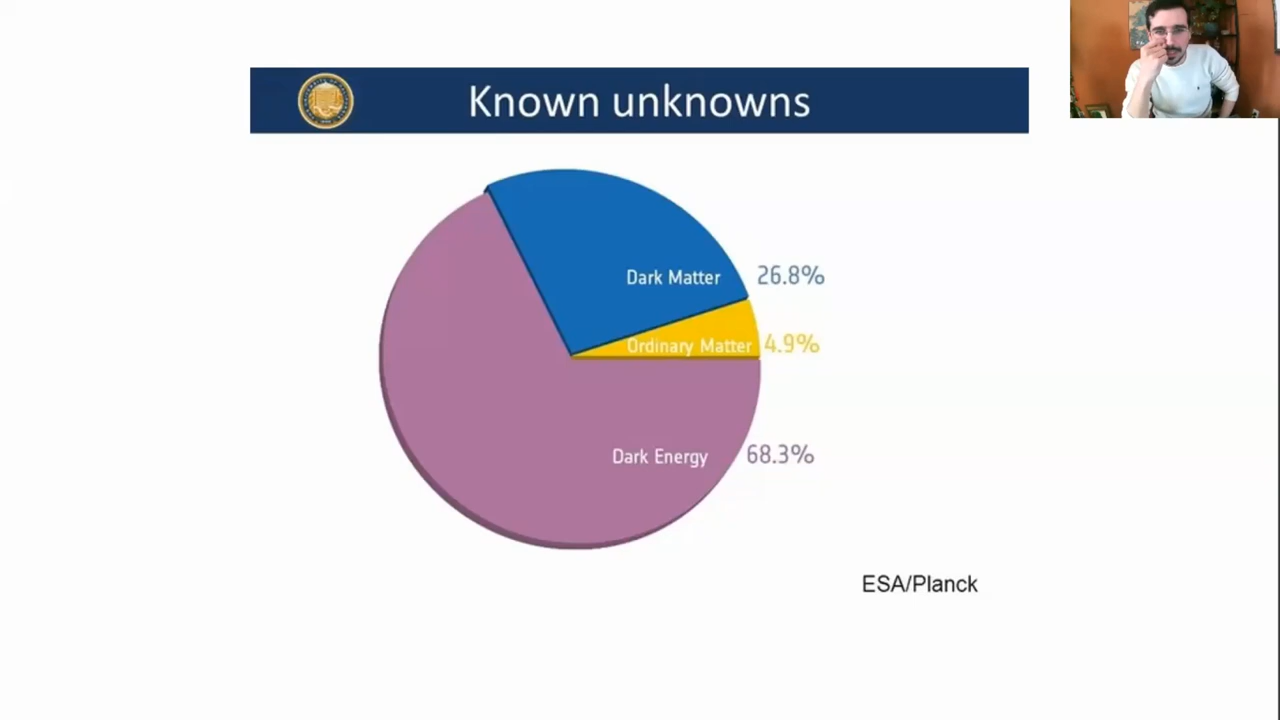 Known unknowns
Dark Matter 26.8%
Ordinary Matter 4.9%
Dark Energy 68.3%
ESA/Planck